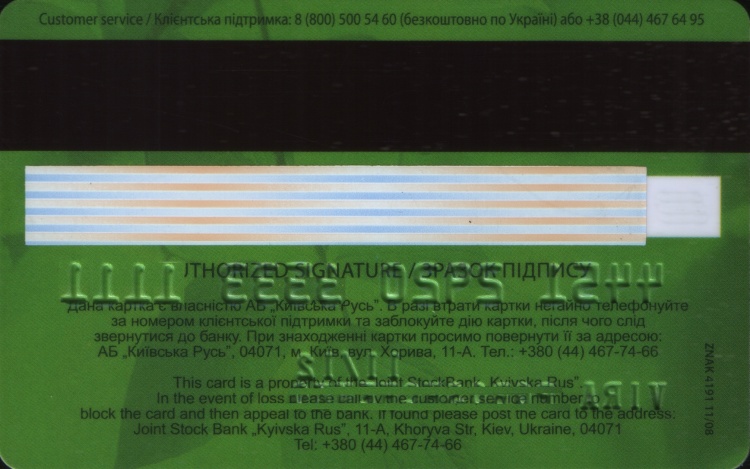 Customer service / Клієнтська підтримка: 8 (800) 500 54 60 (безкоштовно по Україні) або +38 (044) 467 64 95
SIGNATURE / ЗРАЗОК ПІДПИСУ
Дана картка є власністю АБ „Київська Русь". В разі втрати картки негайно телефонуйте
за номером клієнтської підтримки та заблокуйте дію картки, після чого слід
звернутися до банку. При знаходженні картки просимо повернути її за адресою:
АБ „Київська Русь", 04071, м. Київ, вул. Хорива, 11-А. Тел.: +380 (44) 467-74-66
This card is a property of the Joint StockBank „Kyivska Rus".
In the event of loss please call by the customer service number to
block the card and then appeal to the bank. If found please post the card to the address:
Joint Stock Bank „Kyivska Rus", 11-A, Khoryva Str, Kiev, Ukraine, 04071
Tel: +380 (44) 467-74-66
ZNAK 4191 11/08